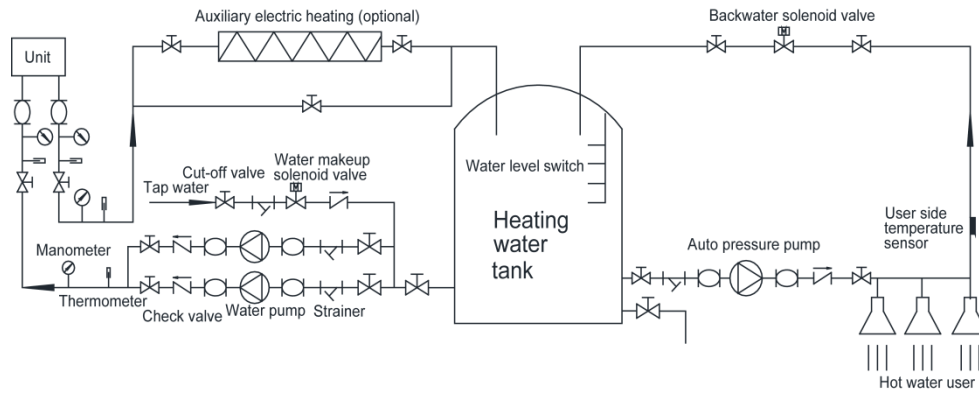 Auxiliary electric heating (optional)
Backwater solenoid valve
M
Unit
Water level switch
Water makeup
solenoid valve
Cut-off valve
Tap water
M
Heating
water
tank
User side
temperature
sensor
Manometer
Auto pressure pump
Thermometer
Check valve
Water pump
Strainer
Hot water user